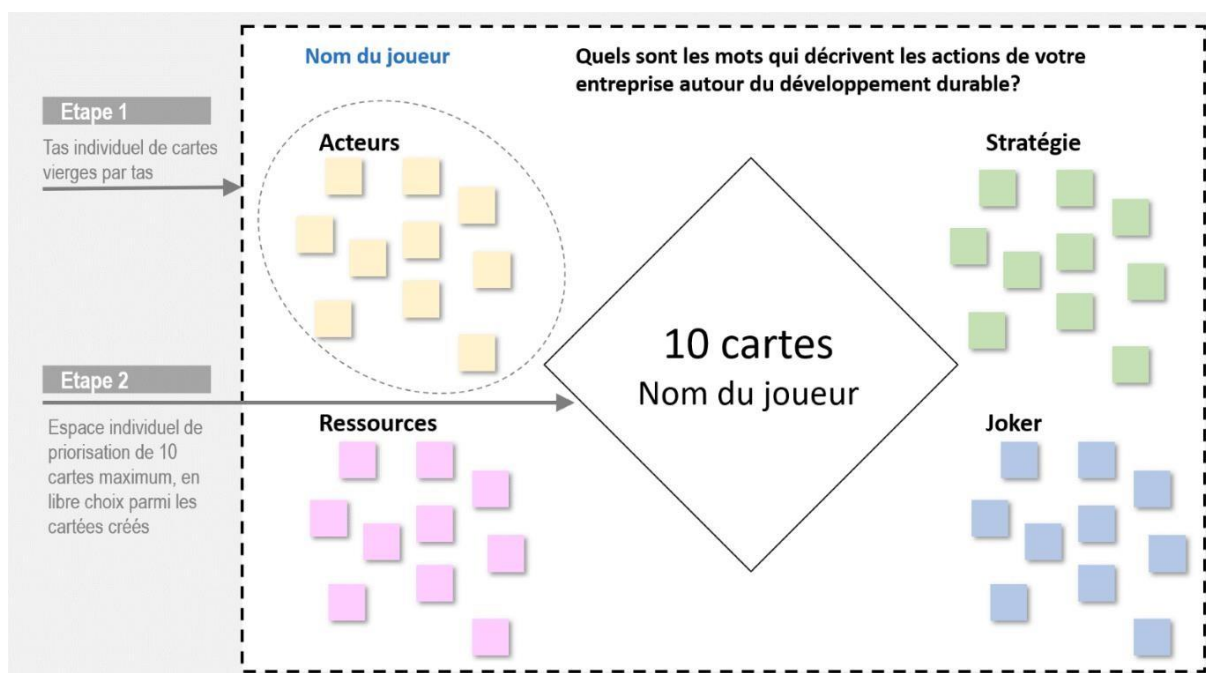 Nom du joueur
Quels sont les mots qui décrivent les actions de votre
entreprise autour du développement durable?
Etape 1
Tas individuel de cartes
vierges par tas
Acteurs
Stratégie
10 cartes
Nom du joueur
Etape 2
Espace individuel de
priorisation de 10
cartes maximum, en
libre choix parmi les
cartées créés
Ressources
Joker